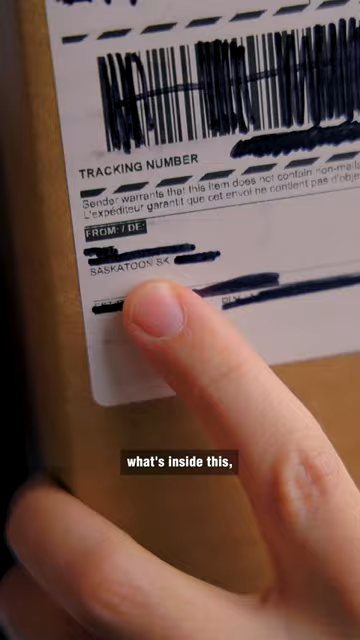 TRACKING NUMBER
Sender warrants that this item does not contain non-maila
L'expéditeur garantit que cet envoi ne contient pas d'obje
FROM: / DE:
SASKATOON SK
what's inside this,